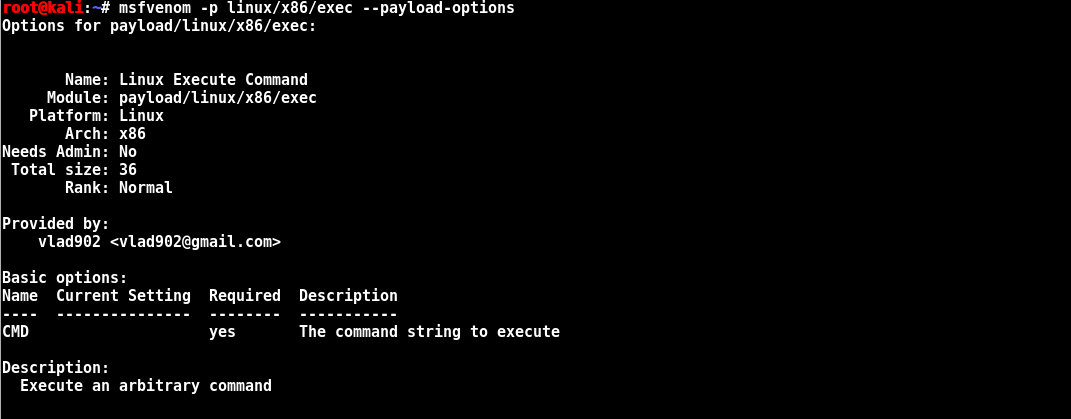 root@kali:~# msfvenom -p linux/x86/exec --payload-options
Options for payload/linux/x86/exec:
Name: Linux Execute Command
Module: payload/linux/x86/exec
Platform: Linux
Arch: x86
Needs Admin: No
Total size: 36
Rank: Normal
Provided by:
vlad902 <vlad902@gmail.com>
Basic options:
Name  Current Setting  Required  Description
----  ---------------  --------  -----------
CMD                    yes       The command string to execute
Description:
Execute an arbitrary command